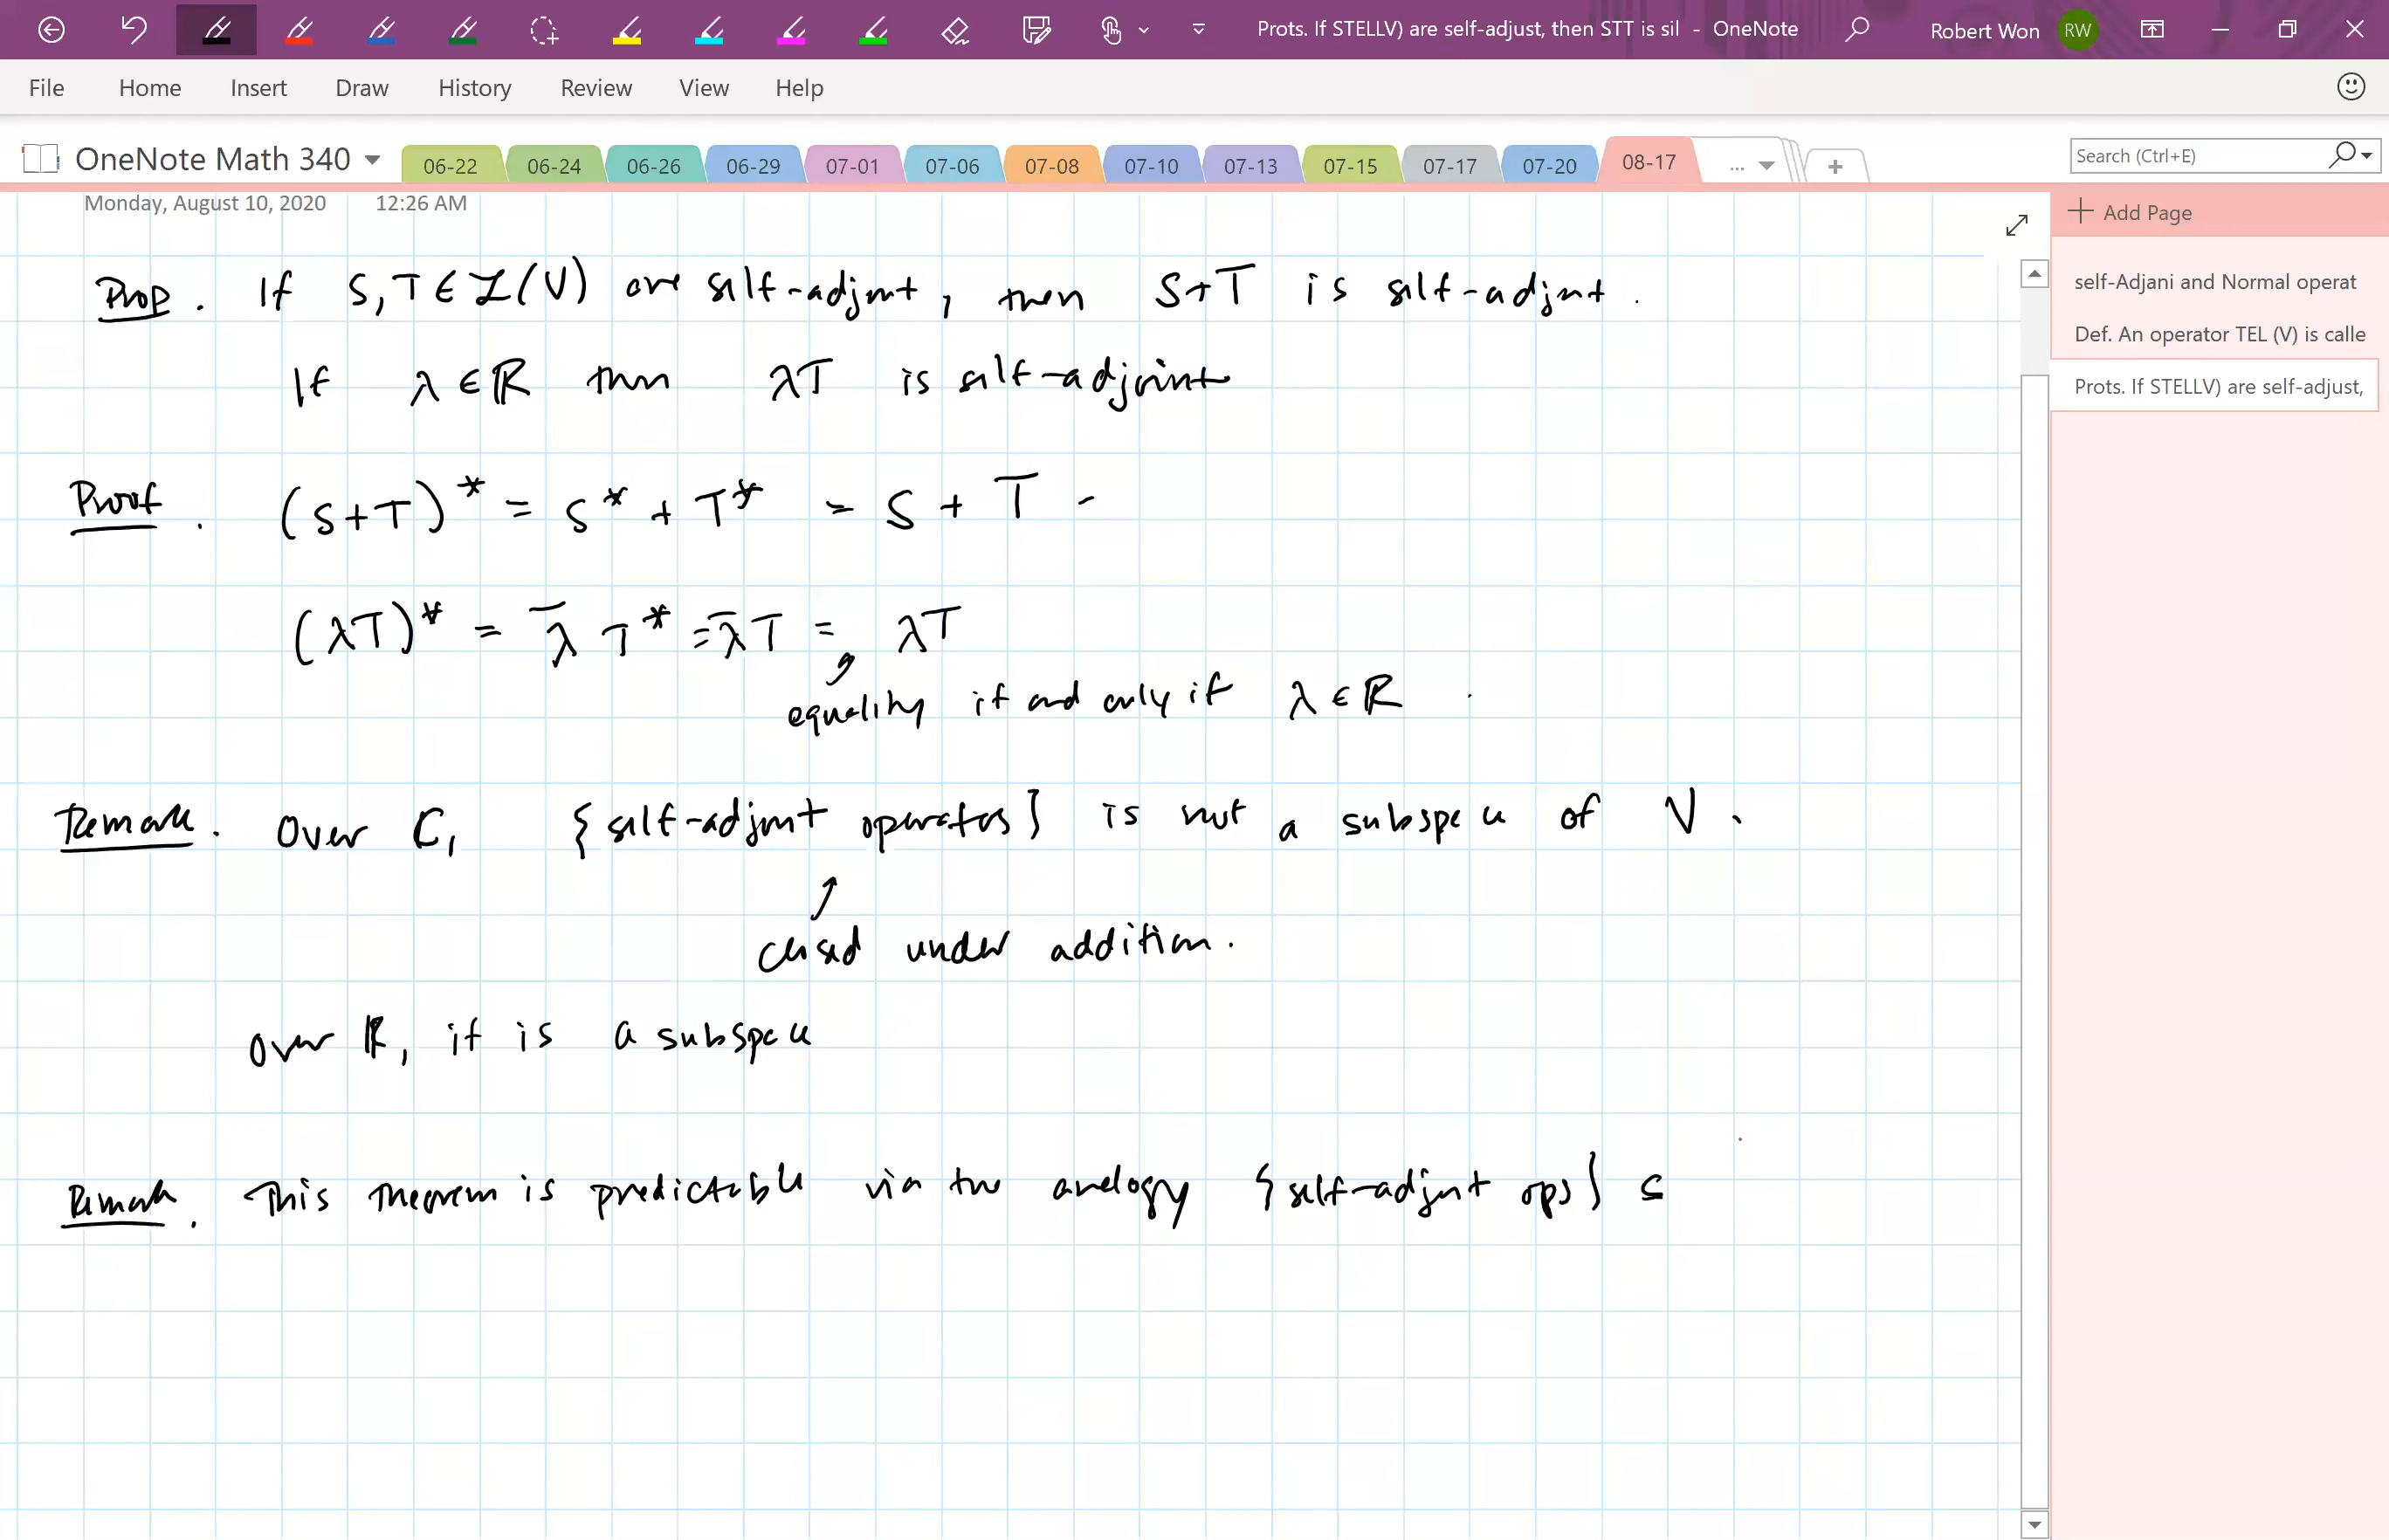 Prots. If STELLV) are self-adjust, then STT is sil - OneNote
Robert Won RW
File Home Insert Draw History Review View Help
OneNote Math 340
06-22 06-24 06-26 06-29 07-01 07-06 07-08 07-10 07-13 07-15 07-17 07-20 08-17 ... +
Search (Ctrl+E)
Monday, August 10, 2020 12:26 AM
Add Page
self-Adjani and Normal operat
Def. An operator TEL (V) is calle
Prots. If STELLV) are self-adjust,
Prop. If S, T ∈ ℒ(V) are self-adjoint, then S+T is self-adjoint.
If λ ∈ ℝ then λT is self-adjoint
Proof. (S+T)* = S* + T* = S + T -
(λT)* = λ̄ T* = λ̄T = λT
equality if and only if λ ∈ ℝ.
Remark. Over ℂ, {self-adjoint operators} is not a subspace of V.
closed under addition.
Over ℝ, it is a subspace
Remark. This theorem is predictable via the analogy {self-adjoint ops} ⊆